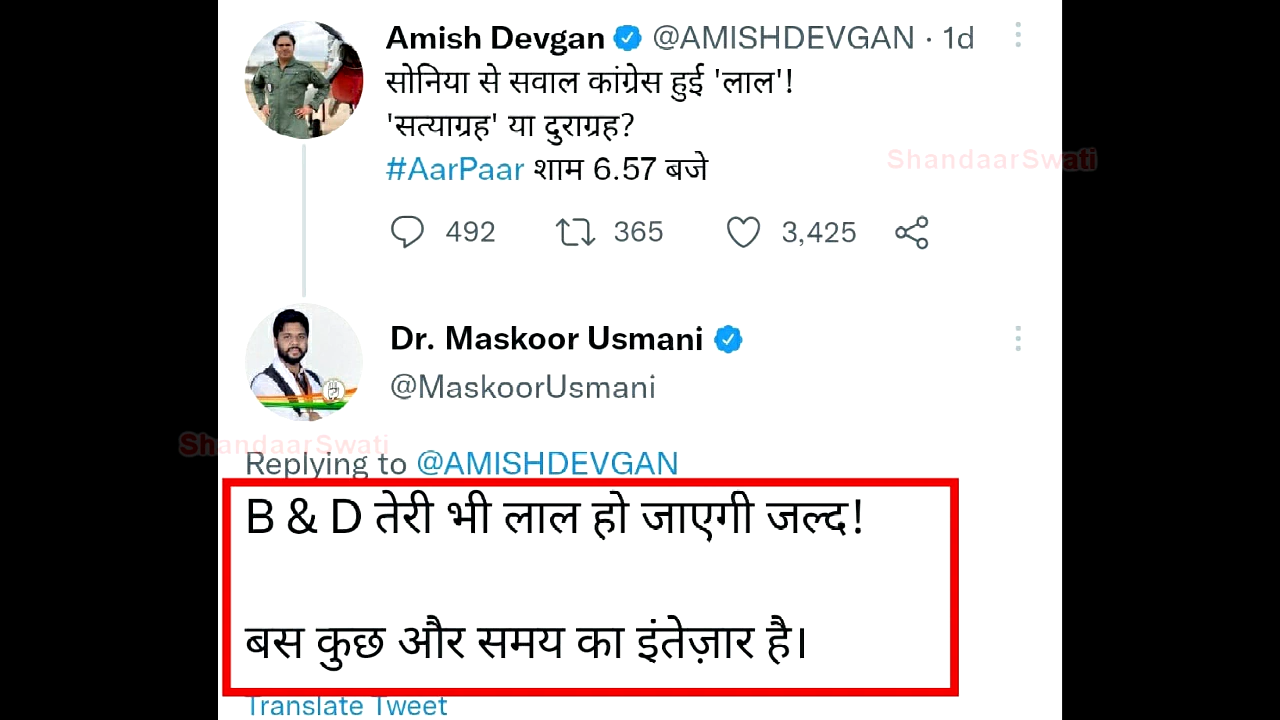 Amish Devgan @AMISHDEVGAN · 1d
सोनिया से सवाल कांग्रेस हुई 'लाल'!
'सत्याग्रह' या दुराग्रह?
#AarPaar शाम 6.57 बजे
ShandaarSwati
492 365 3,425
Dr. Maskoor Usmani
@MaskoorUsmani
ShandaarSwati
Replying to @AMISHDEVGAN
B & D तेरी भी लाल हो जाएगी जल्द!
बस कुछ और समय का इंतेज़ार है।
Translate Tweet